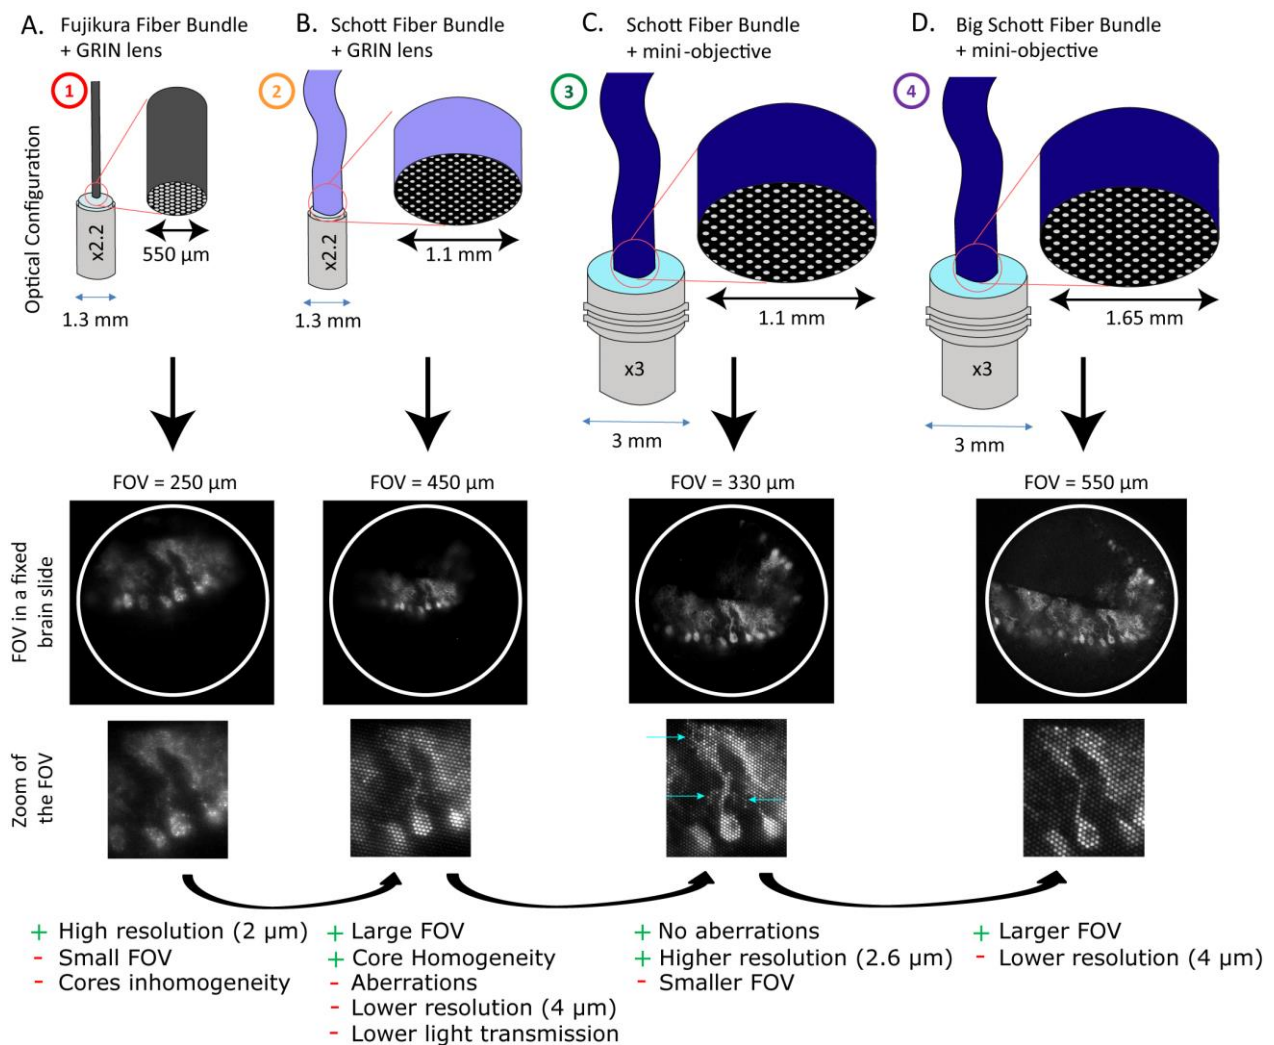 A.
Fujikura Fiber Bundle
+ GRIN lens
B.
Schott Fiber Bundle
+ GRIN lens
C.
Schott Fiber Bundle
+ mini-objective
D.
Big Schott Fiber Bundle
+ mini-objective
Optical Configuration
1
x2.2
550 µm
1.3 mm
2
x2.2
1.1 mm
1.3 mm
3
x3
1.1 mm
3 mm
4
x3
1.65 mm
3 mm
FOV in a fixed
brain slide
FOV = 250 µm
FOV = 450 µm
FOV = 330 µm
FOV = 550 µm
Zoom of
the FOV
+ High resolution (2 µm)
- Small FOV
- Cores inhomogeneity
+ Large FOV
+ Core Homogeneity
- Aberrations
- Lower resolution (4 µm)
- Lower light transmission
+ No aberrations
+ Higher resolution (2.6 µm)
- Smaller FOV
+ Larger FOV
- Lower resolution (4 µm)